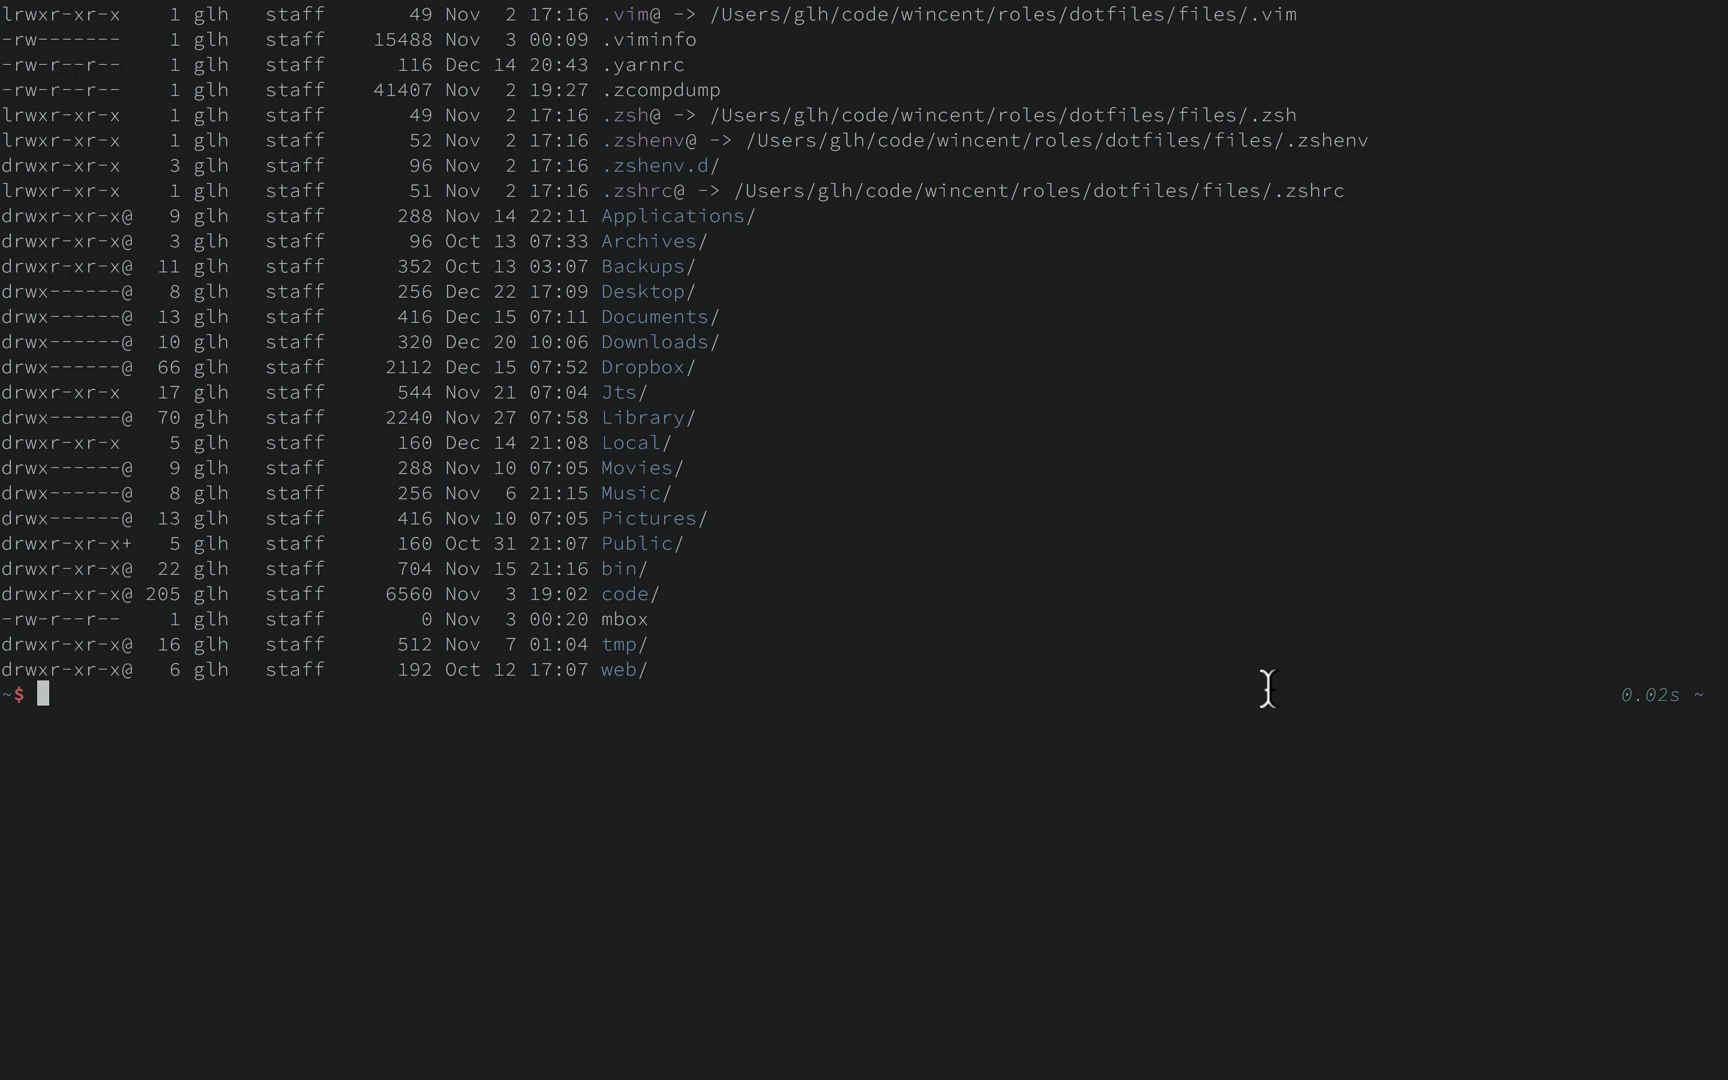 lrwxr-xr-x    1 glh   staff       49 Nov  2 17:16 .vim@ -> /Users/glh/code/wincent/roles/dotfiles/files/.vim
-rw-------    1 glh   staff    15488 Nov  3 00:09 .viminfo
-rw-r--r--    1 glh   staff      116 Dec 14 20:43 .yarnrc
-rw-r--r--    1 glh   staff    41407 Nov  2 19:27 .zcompdump
lrwxr-xr-x    1 glh   staff       49 Nov  2 17:16 .zsh@ -> /Users/glh/code/wincent/roles/dotfiles/files/.zsh
lrwxr-xr-x    1 glh   staff       52 Nov  2 17:16 .zshenv@ -> /Users/glh/code/wincent/roles/dotfiles/files/.zshenv
drwxr-xr-x    3 glh   staff       96 Nov  2 17:16 .zshenv.d/
lrwxr-xr-x    1 glh   staff       51 Nov  2 17:16 .zshrc@ -> /Users/glh/code/wincent/roles/dotfiles/files/.zshrc
drwxr-xr-x@   9 glh   staff      288 Nov 14 22:11 Applications/
drwxr-xr-x@   3 glh   staff       96 Oct 13 07:33 Archives/
drwxr-xr-x@  11 glh   staff      352 Oct 13 03:07 Backups/
drwx------@   8 glh   staff      256 Dec 22 17:09 Desktop/
drwx------@  13 glh   staff      416 Dec 15 07:11 Documents/
drwx------@  10 glh   staff      320 Dec 20 10:06 Downloads/
drwx------@  66 glh   staff     2112 Dec 15 07:52 Dropbox/
drwxr-xr-x   17 glh   staff      544 Nov 21 07:04 Jts/
drwx------@  70 glh   staff     2240 Nov 27 07:58 Library/
drwxr-xr-x    5 glh   staff      160 Dec 14 21:08 Local/
drwx------@   9 glh   staff      288 Nov 10 07:05 Movies/
drwx------@   8 glh   staff      256 Nov  6 21:15 Music/
drwx------@  13 glh   staff      416 Nov 10 07:05 Pictures/
drwxr-xr-x+   5 glh   staff      160 Oct 31 21:07 Public/
drwxr-xr-x@  22 glh   staff      704 Nov 15 21:16 bin/
drwxr-xr-x@ 205 glh   staff     6560 Nov  3 19:02 code/
-rw-r--r--    1 glh   staff        0 Nov  3 00:20 mbox
drwxr-xr-x@  16 glh   staff      512 Nov  7 01:04 tmp/
drwxr-xr-x@   6 glh   staff      192 Oct 12 17:07 web/
~$ 0.02s ~